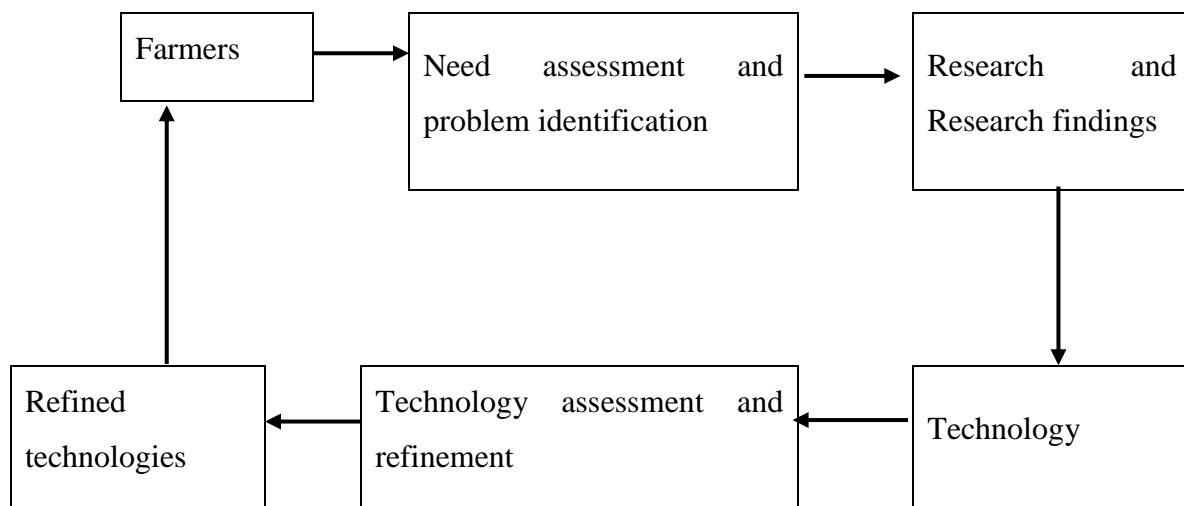 Farmers
Need assessment and
problem identification
Research and
Research findings
Technology
Technology assessment and
refinement
Refined
technologies